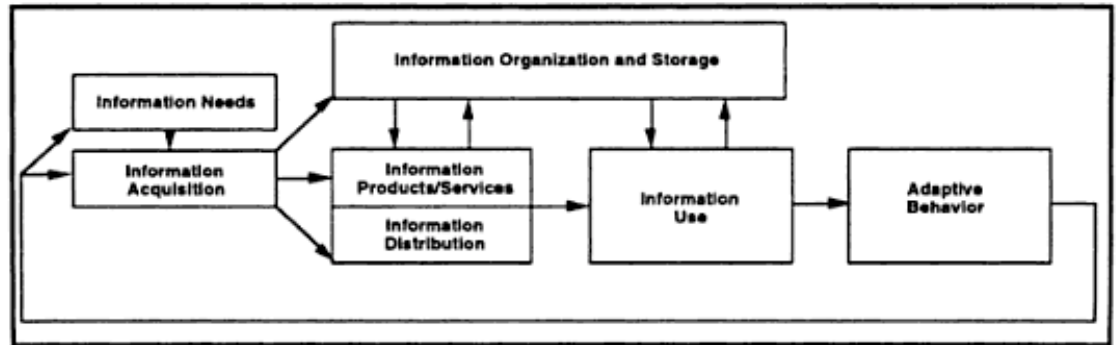 Information Organization and Storage
Information Needs
Information
Acquisition
Information
Products/Services
Information
Distribution
Information
Use
Adaptive
Behavior